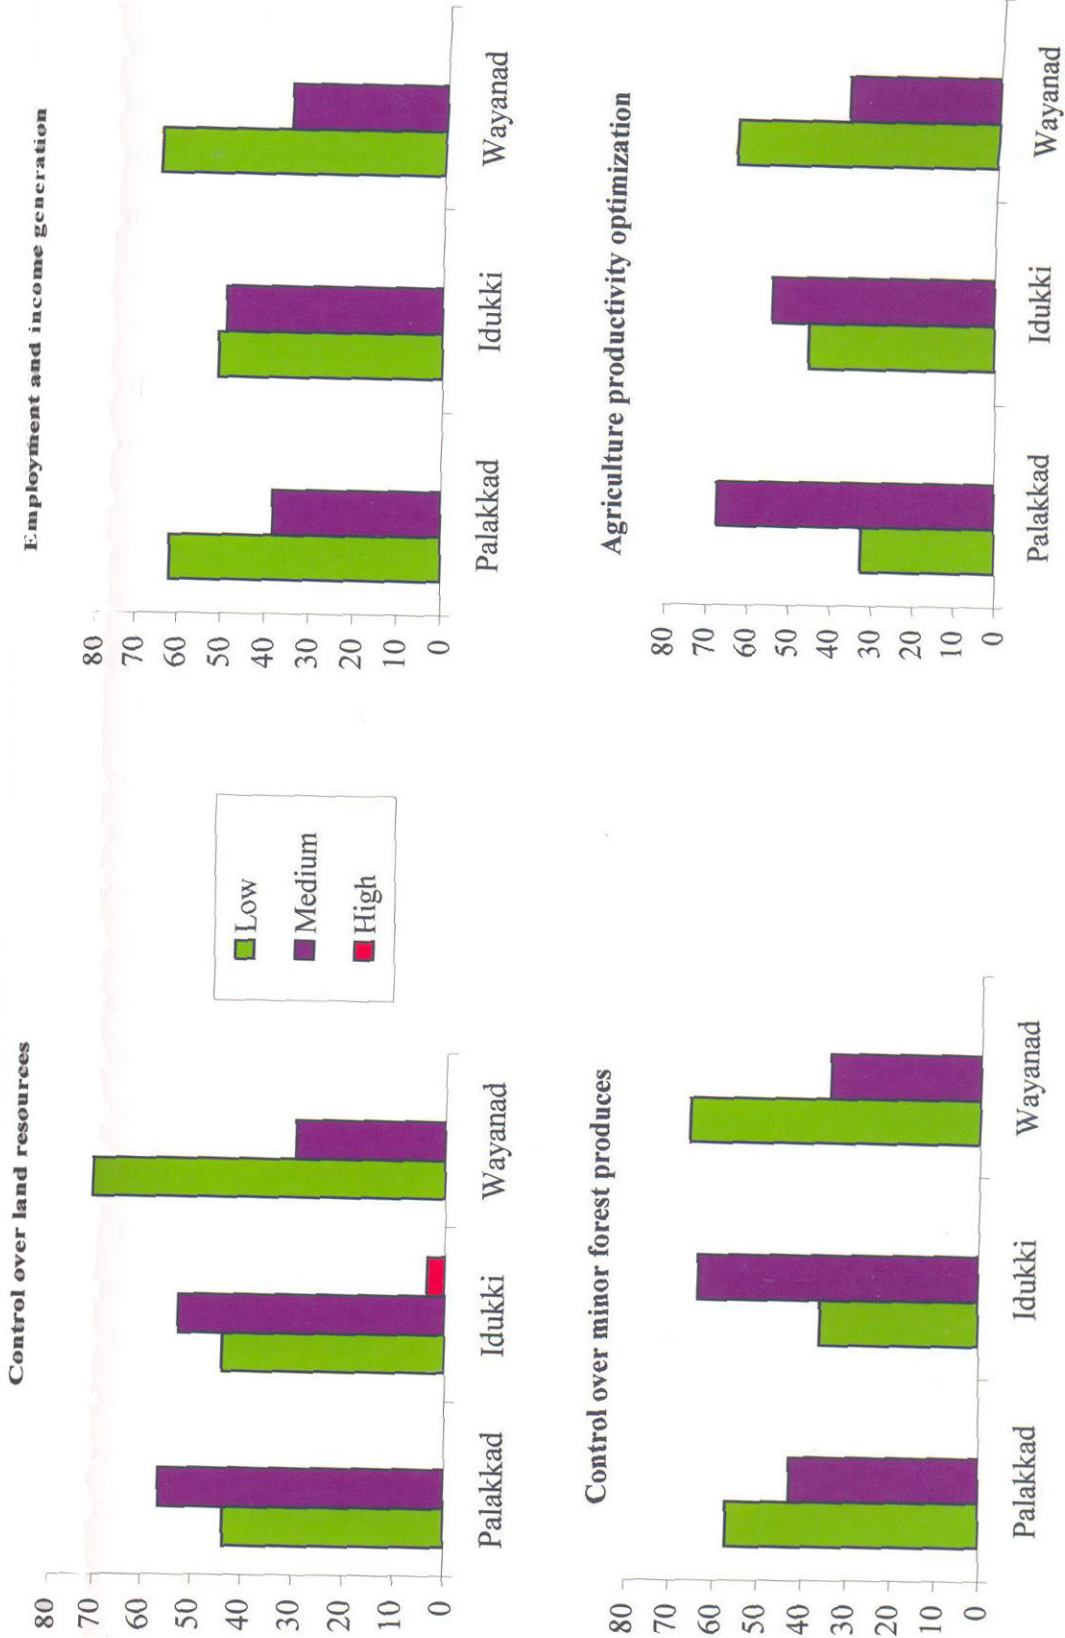 Control over land resources
80
70
60
50
40
30
20
10
0
Palakkad
Idukki
Wayanad
Low
Medium
High
Employment and income generation
80
70
60
50
40
30
20
10
0
Palakkad
Idukki
Wayanad
Control over minor forest produces
80
70
60
50
40
30
20
10
0
Palakkad
Idukki
Wayanad
Agriculture productivity optimization
80
70
60
50
40
30
20
10
0
Palakkad
Idukki
Wayanad